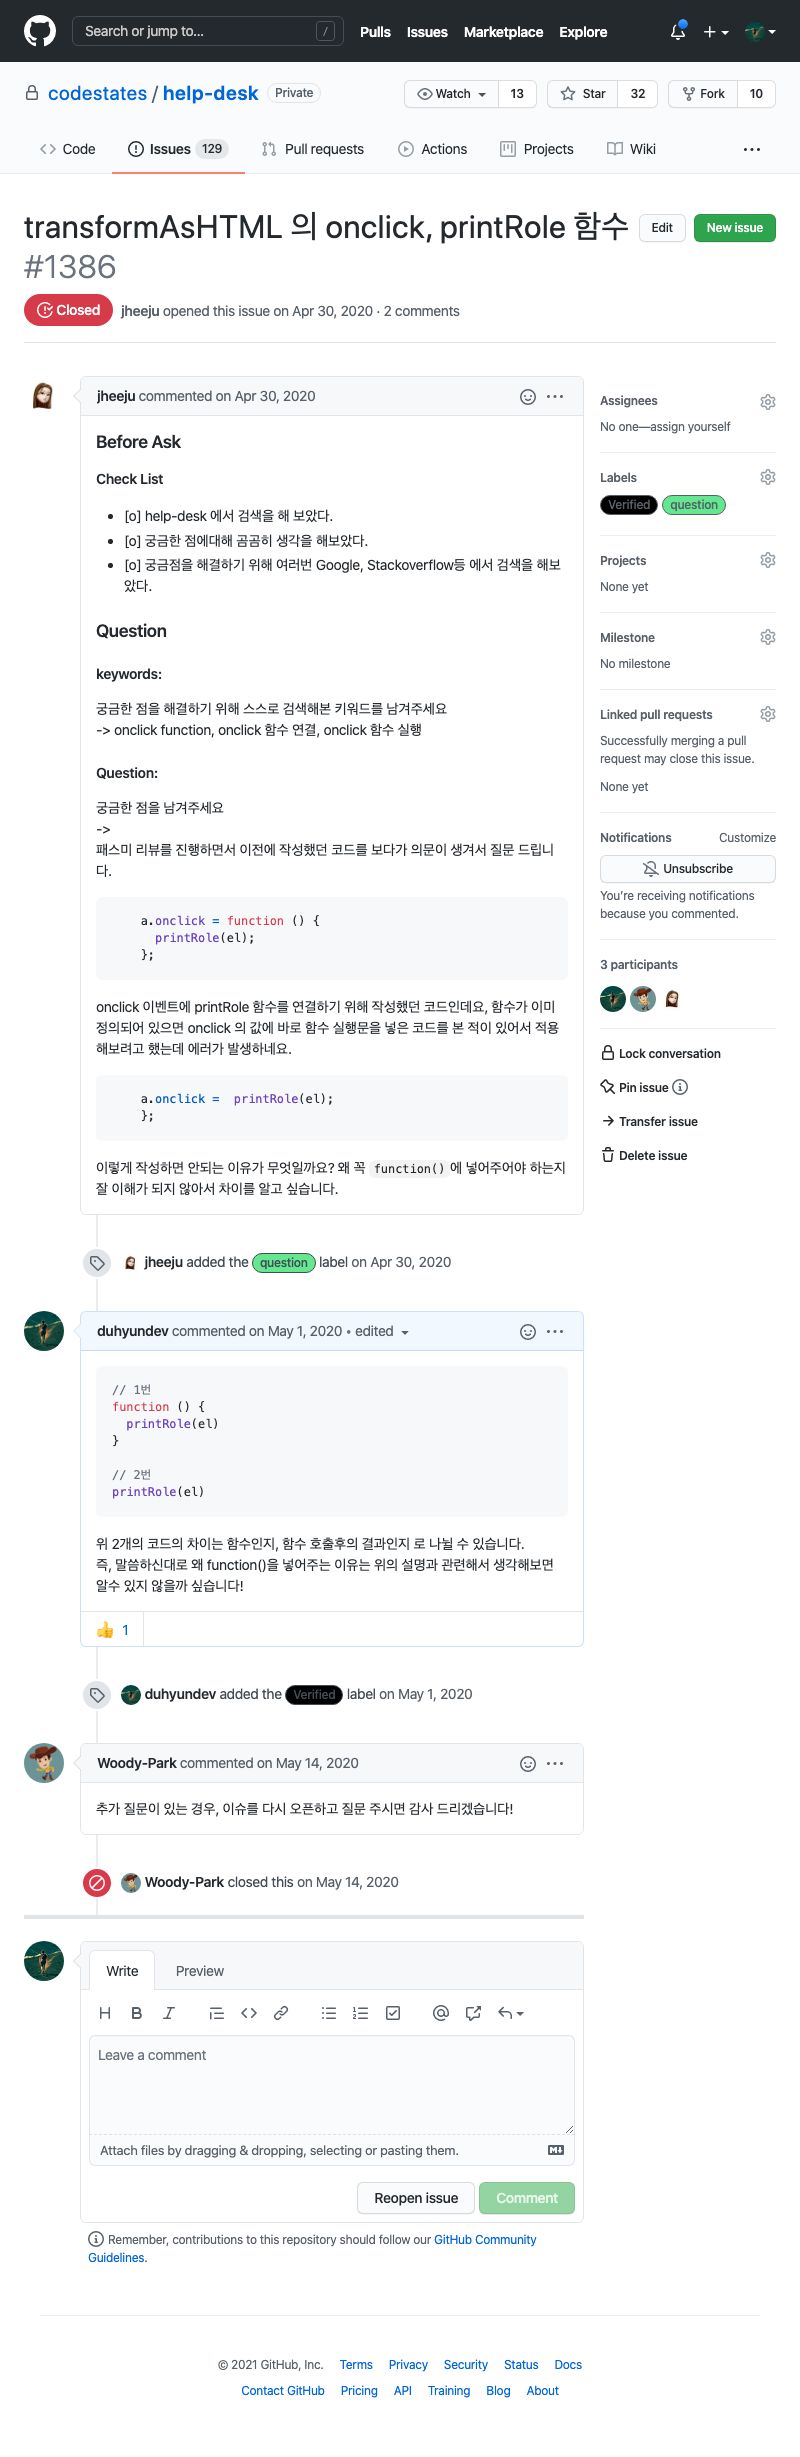 Search or jump to... /
Pulls Issues Marketplace Explore
codestates / help-desk Private
Watch 13 Star 32 Fork 10
Code Issues 129 Pull requests Actions Projects Wiki ...
transformAsHTML 의 onclick, printRole 함수
#1386
Edit New issue
Closed jheeju opened this issue on Apr 30, 2020 · 2 comments
jheeju commented on Apr 30, 2020
Before Ask
Check List
• [o] help-desk 에서 검색을 해 보았다.
• [o] 궁금한 점에대해 곰곰히 생각을 해보았다.
• [o] 궁금점을 해결하기 위해 여러번 Google, Stackoverflow등 에서 검색을 해보
았다.
Question
keywords:
궁금한 점을 해결하기 위해 스스로 검색해본 키워드를 남겨주세요
-> onclick function, onclick 함수 연결, onclick 함수 실행
Question:
궁금한 점을 남겨주세요
->
패스미 리뷰를 진행하면서 이전에 작성했던 코드를 보다가 의문이 생겨서 질문 드립니
다.
a.onclick = function () {
printRole(el);
};
onclick 이벤트에 printRole 함수를 연결하기 위해 작성했던 코드인데요, 함수가 이미
정의되어 있으면 onclick 의 값에 바로 함수 실행문을 넣은 코드를 본 적이 있어서 적용
해보려고 했는데 에러가 발생하네요.
a.onclick =  printRole(el);
};
이렇게 작성하면 안되는 이유가 무엇일까요? 왜 꼭 function() 에 넣어주어야 하는지
잘 이해가 되지 않아서 차이를 알고 싶습니다.
Assignees
No one—assign yourself
Labels
Verified question
Projects
None yet
Milestone
No milestone
Linked pull requests
Successfully merging a pull
request may close this issue.
None yet
Notifications Customize
Unsubscribe
You're receiving notifications
because you commented.
3 participants
Lock conversation
Pin issue
Transfer issue
Delete issue
jheeju added the question label on Apr 30, 2020
duhyundev commented on May 1, 2020 • edited
// 1번
function () {
printRole(el)
}
// 2번
printRole(el)
위 2개의 코드의 차이는 함수인지, 함수 호출후의 결과인지 로 나뉠 수 있습니다.
즉, 말씀하신대로 왜 function()을 넣어주는 이유는 위의 설명과 관련해서 생각해보면
알수 있지 않을까 싶습니다!
👍 1
duhyundev added the Verified label on May 1, 2020
Woody-Park commented on May 14, 2020
추가 질문이 있는 경우, 이슈를 다시 오픈하고 질문 주시면 감사 드리겠습니다!
Woody-Park closed this on May 14, 2020
Write Preview
H B I
Leave a comment
Attach files by dragging & dropping, selecting or pasting them.
Reopen issue Comment
Remember, contributions to this repository should follow our GitHub Community
Guidelines.
© 2021 GitHub, Inc. Terms Privacy Security Status Docs
Contact GitHub Pricing API Training Blog About